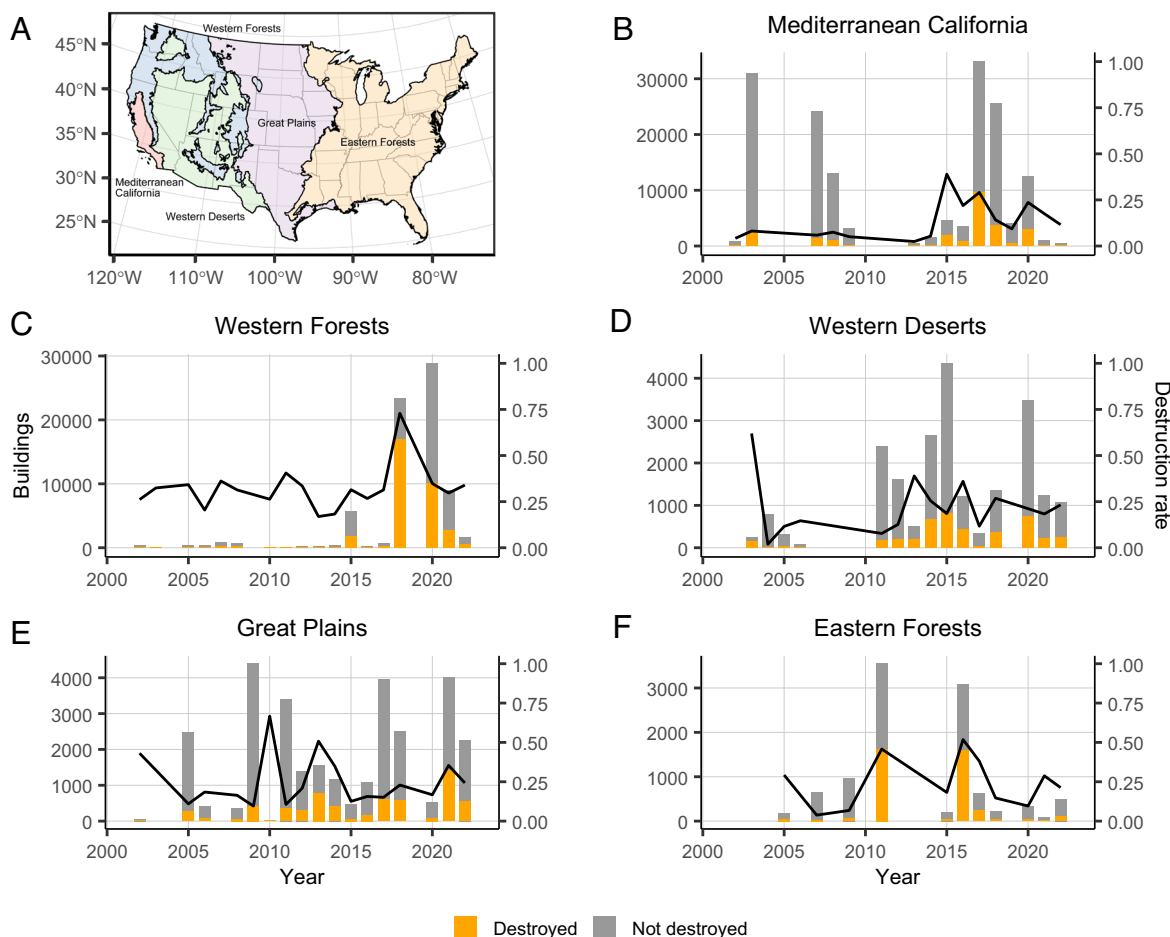 A
45°N
40°N
35°N
30°N
25°N
120°W 110°W 100°W 90°W 80°W
Western Forests
Great Plains
Eastern Forests
Mediterranean
California
Western Deserts
B
Mediterranean California
30000
20000
10000
0
1.00
0.75
0.50
0.25
0.00
2000 2005 2010 2015 2020
C
Western Forests
30000
20000
10000
0
1.00
0.75
0.50
0.25
0.00
2000 2005 2010 2015 2020
Buildings
D
Western Deserts
4000
3000
2000
1000
0
1.00
0.75
0.50
0.25
0.00
2000 2005 2010 2015 2020
Destruction rate
E
Great Plains
4000
3000
2000
1000
0
1.00
0.75
0.50
0.25
0.00
2000 2005 2010 2015 2020
Year
F
Eastern Forests
3000
2000
1000
0
1.00
0.75
0.50
0.25
0.00
2000 2005 2010 2015 2020
Year
Destroyed Not destroyed